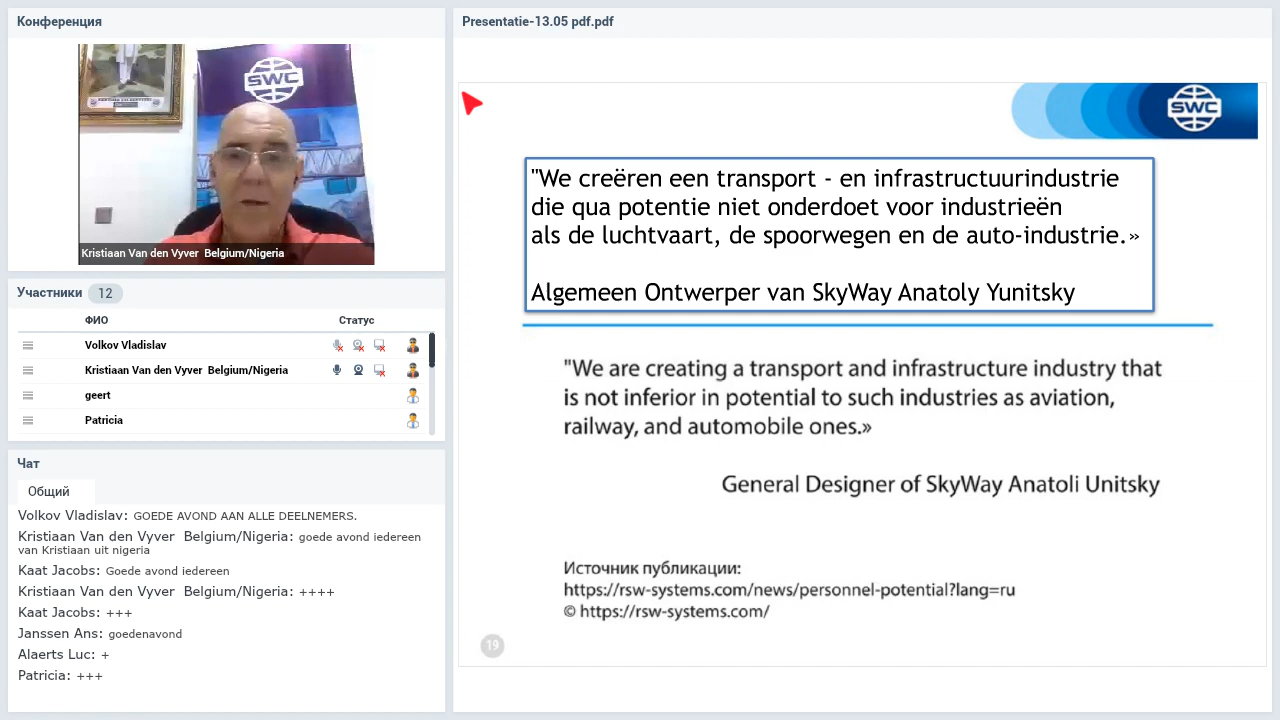 Конференция
SWC
Kristiaan Van den Vyver  Belgium/Nigeria
Участники 12
ФИО Статус
Volkov Vladislav
Kristiaan Van den Vyver  Belgium/Nigeria
geert
Patricia
Чат
Общий
Volkov Vladislav: GOEDE AVOND AAN ALLE DEELNEMERS.
Kristiaan Van den Vyver  Belgium/Nigeria: goede avond iedereen
van Kristiaan uit nigeria
Kaat Jacobs: Goede avond iedereen
Kristiaan Van den Vyver  Belgium/Nigeria: ++++
Kaat Jacobs: +++
Janssen Ans: goedenavond
Alaerts Luc: +
Patricia: +++
Presentatie-13.05 pdf.pdf
SWC
"We creëren een transport - en infrastructuurindustrie
die qua potentie niet onderdoet voor industrieën
als de luchtvaart, de spoorwegen en de auto-industrie.»
Algemeen Ontwerper van SkyWay Anatoly Yunitsky
"We are creating a transport and infrastructure industry that
is not inferior in potential to such industries as aviation,
railway, and automobile ones.»
General Designer of SkyWay Anatoli Unitsky
Источник публикации:
https://rsw-systems.com/news/personnel-potential?lang=ru
© https://rsw-systems.com/
19